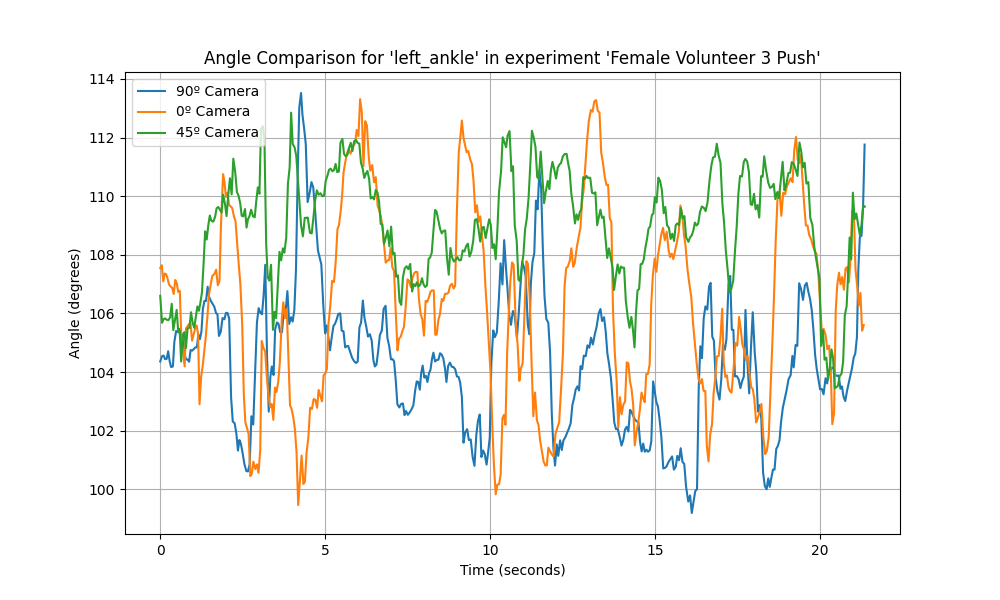 Angle Comparison for 'left_ankle' in experiment 'Female Volunteer 3 Push'
90º Camera
0º Camera
45º Camera
Angle (degrees)
114
112
110
108
106
104
102
100
0 5 10 15 20
Time (seconds)